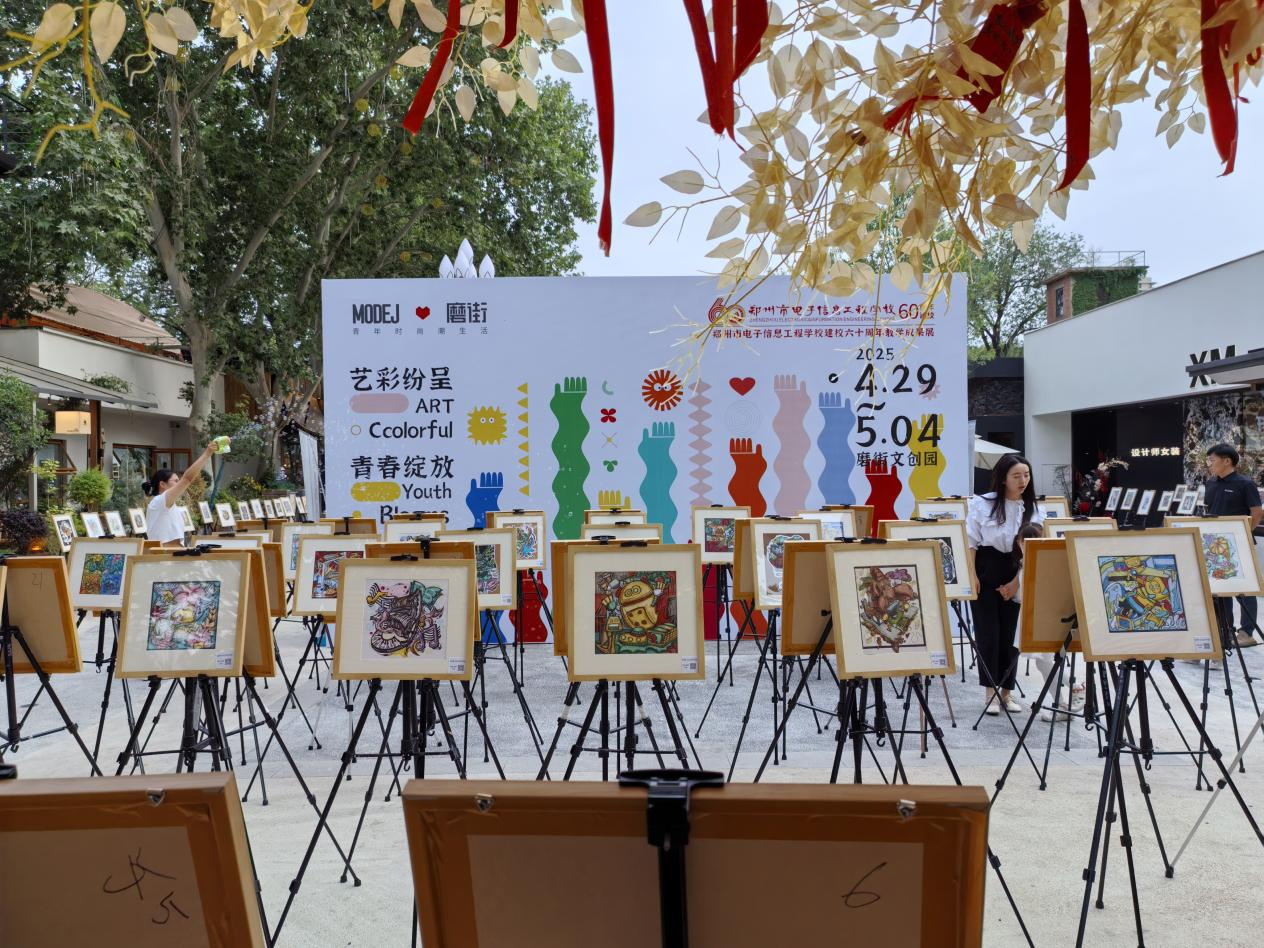 MODEJ 磨街
青年时尚潮生活
郑州市电子信息工程学校 60
郑州市电子信息工程学校建校六十周年教学成果展
2025
4.29
5.04
磨街文创园
艺彩纷呈
ART
Ccolorful
青春绽放
Youth
XM
设计师女装
6